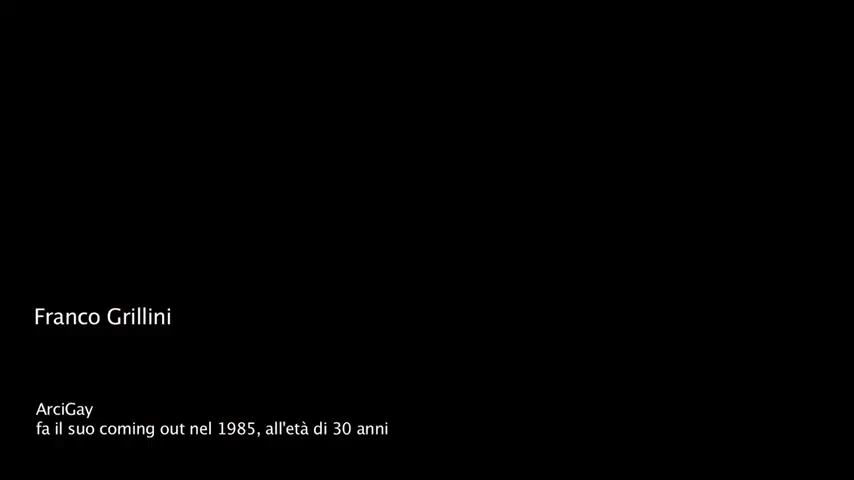 Franco Grillini
ArciGay
fa il suo coming out nel 1985, all'età di 30 anni